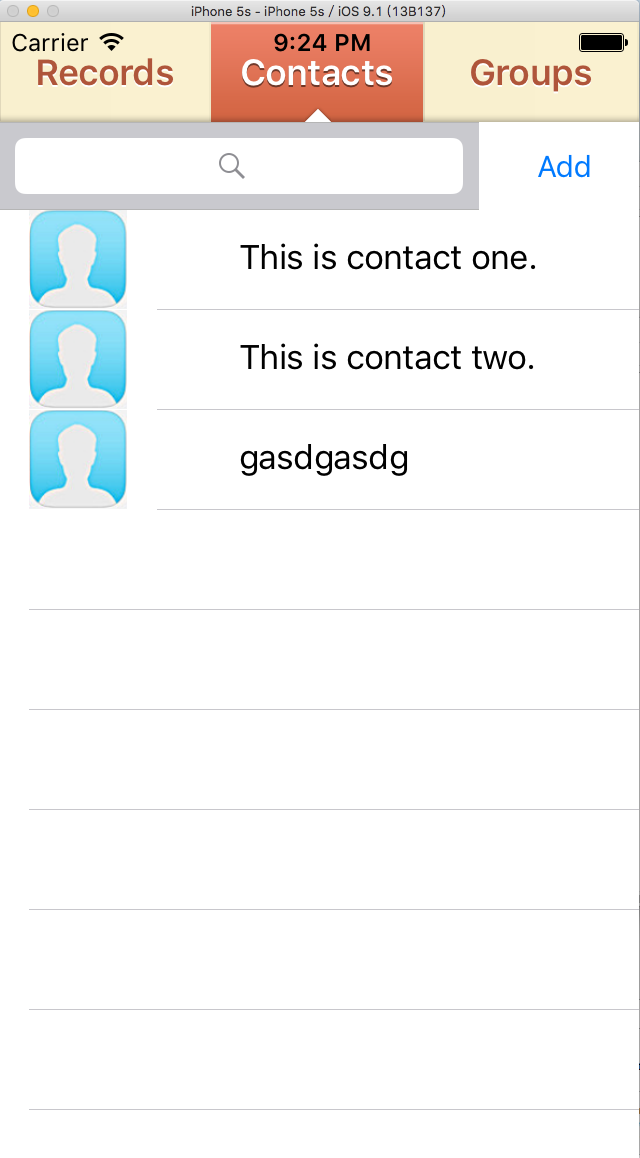 iPhone 5s - iPhone 5s / iOS 9.1 (13B137)
Carrier 9:24 PM
Records Contacts Groups
Add
This is contact one.
This is contact two.
gasdgasdg